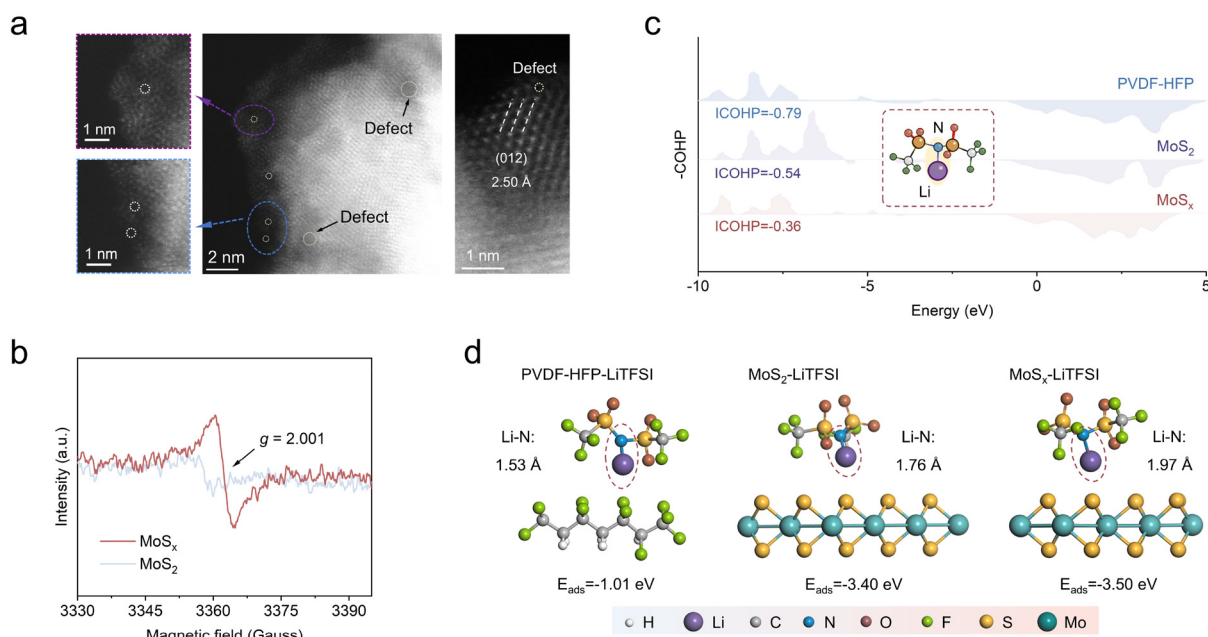 a
1 nm
1 nm
2 nm
Defect
Defect
Defect
(012)
2.50 Å
1 nm
b
Intensity (a.u.)
g = 2.001
MoSx
MoS2
3330 3345 3360 3375 3390
Magnetic field (Gauss)
c
-COHP
PVDF-HFP
ICOHP=-0.79
MoS2
ICOHP=-0.54
MoSx
ICOHP=-0.36
N
Li
-10 -5 0 5
Energy (eV)
d
PVDF-HFP-LiTFSI
MoS2-LiTFSI
MoSx-LiTFSI
Li-N:
1.53 Å
Li-N:
1.76 Å
Li-N:
1.97 Å
Eads=-1.01 eV
Eads=-3.40 eV
Eads=-3.50 eV
H Li C N O F S Mo